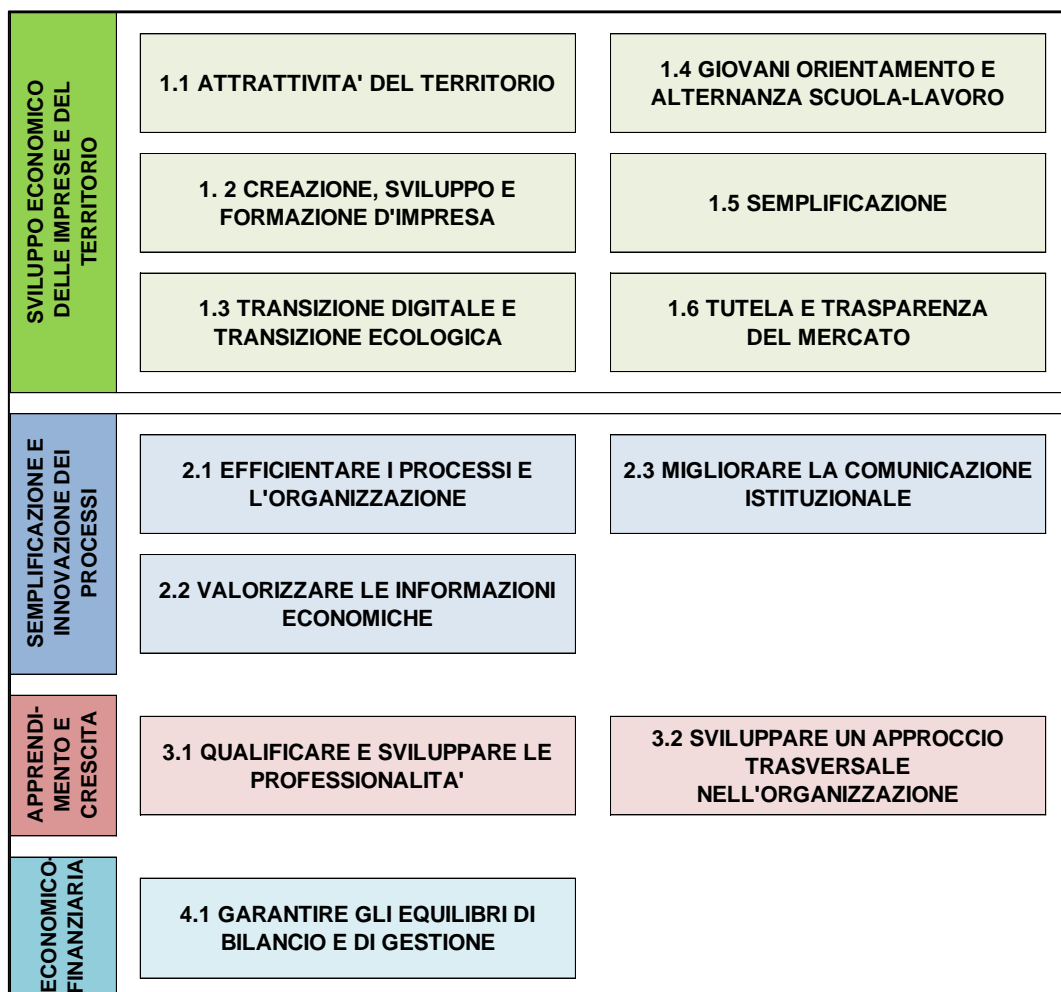 SVILUPPO ECONOMICO
DELLE IMPRESE E DEL
TERRITORIO
1.1 ATTRATTIVITA' DEL TERRITORIO
1.4 GIOVANI ORIENTAMENTO E
ALTERNANZA SCUOLA-LAVORO
1. 2 CREAZIONE, SVILUPPO E
FORMAZIONE D'IMPRESA
1.5 SEMPLIFICAZIONE
1.3 TRANSIZIONE DIGITALE E
TRANSIZIONE ECOLOGICA
1.6 TUTELA E TRASPARENZA
DEL MERCATO
SEMPLIFICAZIONE E
INNOVAZIONE DEI
PROCESSI
2.1 EFFICIENTARE I PROCESSI E
L'ORGANIZZAZIONE
2.3 MIGLIORARE LA COMUNICAZIONE
ISTITUZIONALE
2.2 VALORIZZARE LE INFORMAZIONI
ECONOMICHE
APPRENDI-
MENTO E
CRESCITA
3.1 QUALIFICARE E SVILUPPARE LE
PROFESSIONALITA'
3.2 SVILUPPARE UN APPROCCIO
TRASVERSALE
NELL'ORGANIZZAZIONE
ECONOMICO-
FINANZIARIA
4.1 GARANTIRE GLI EQUILIBRI DI
BILANCIO E DI GESTIONE